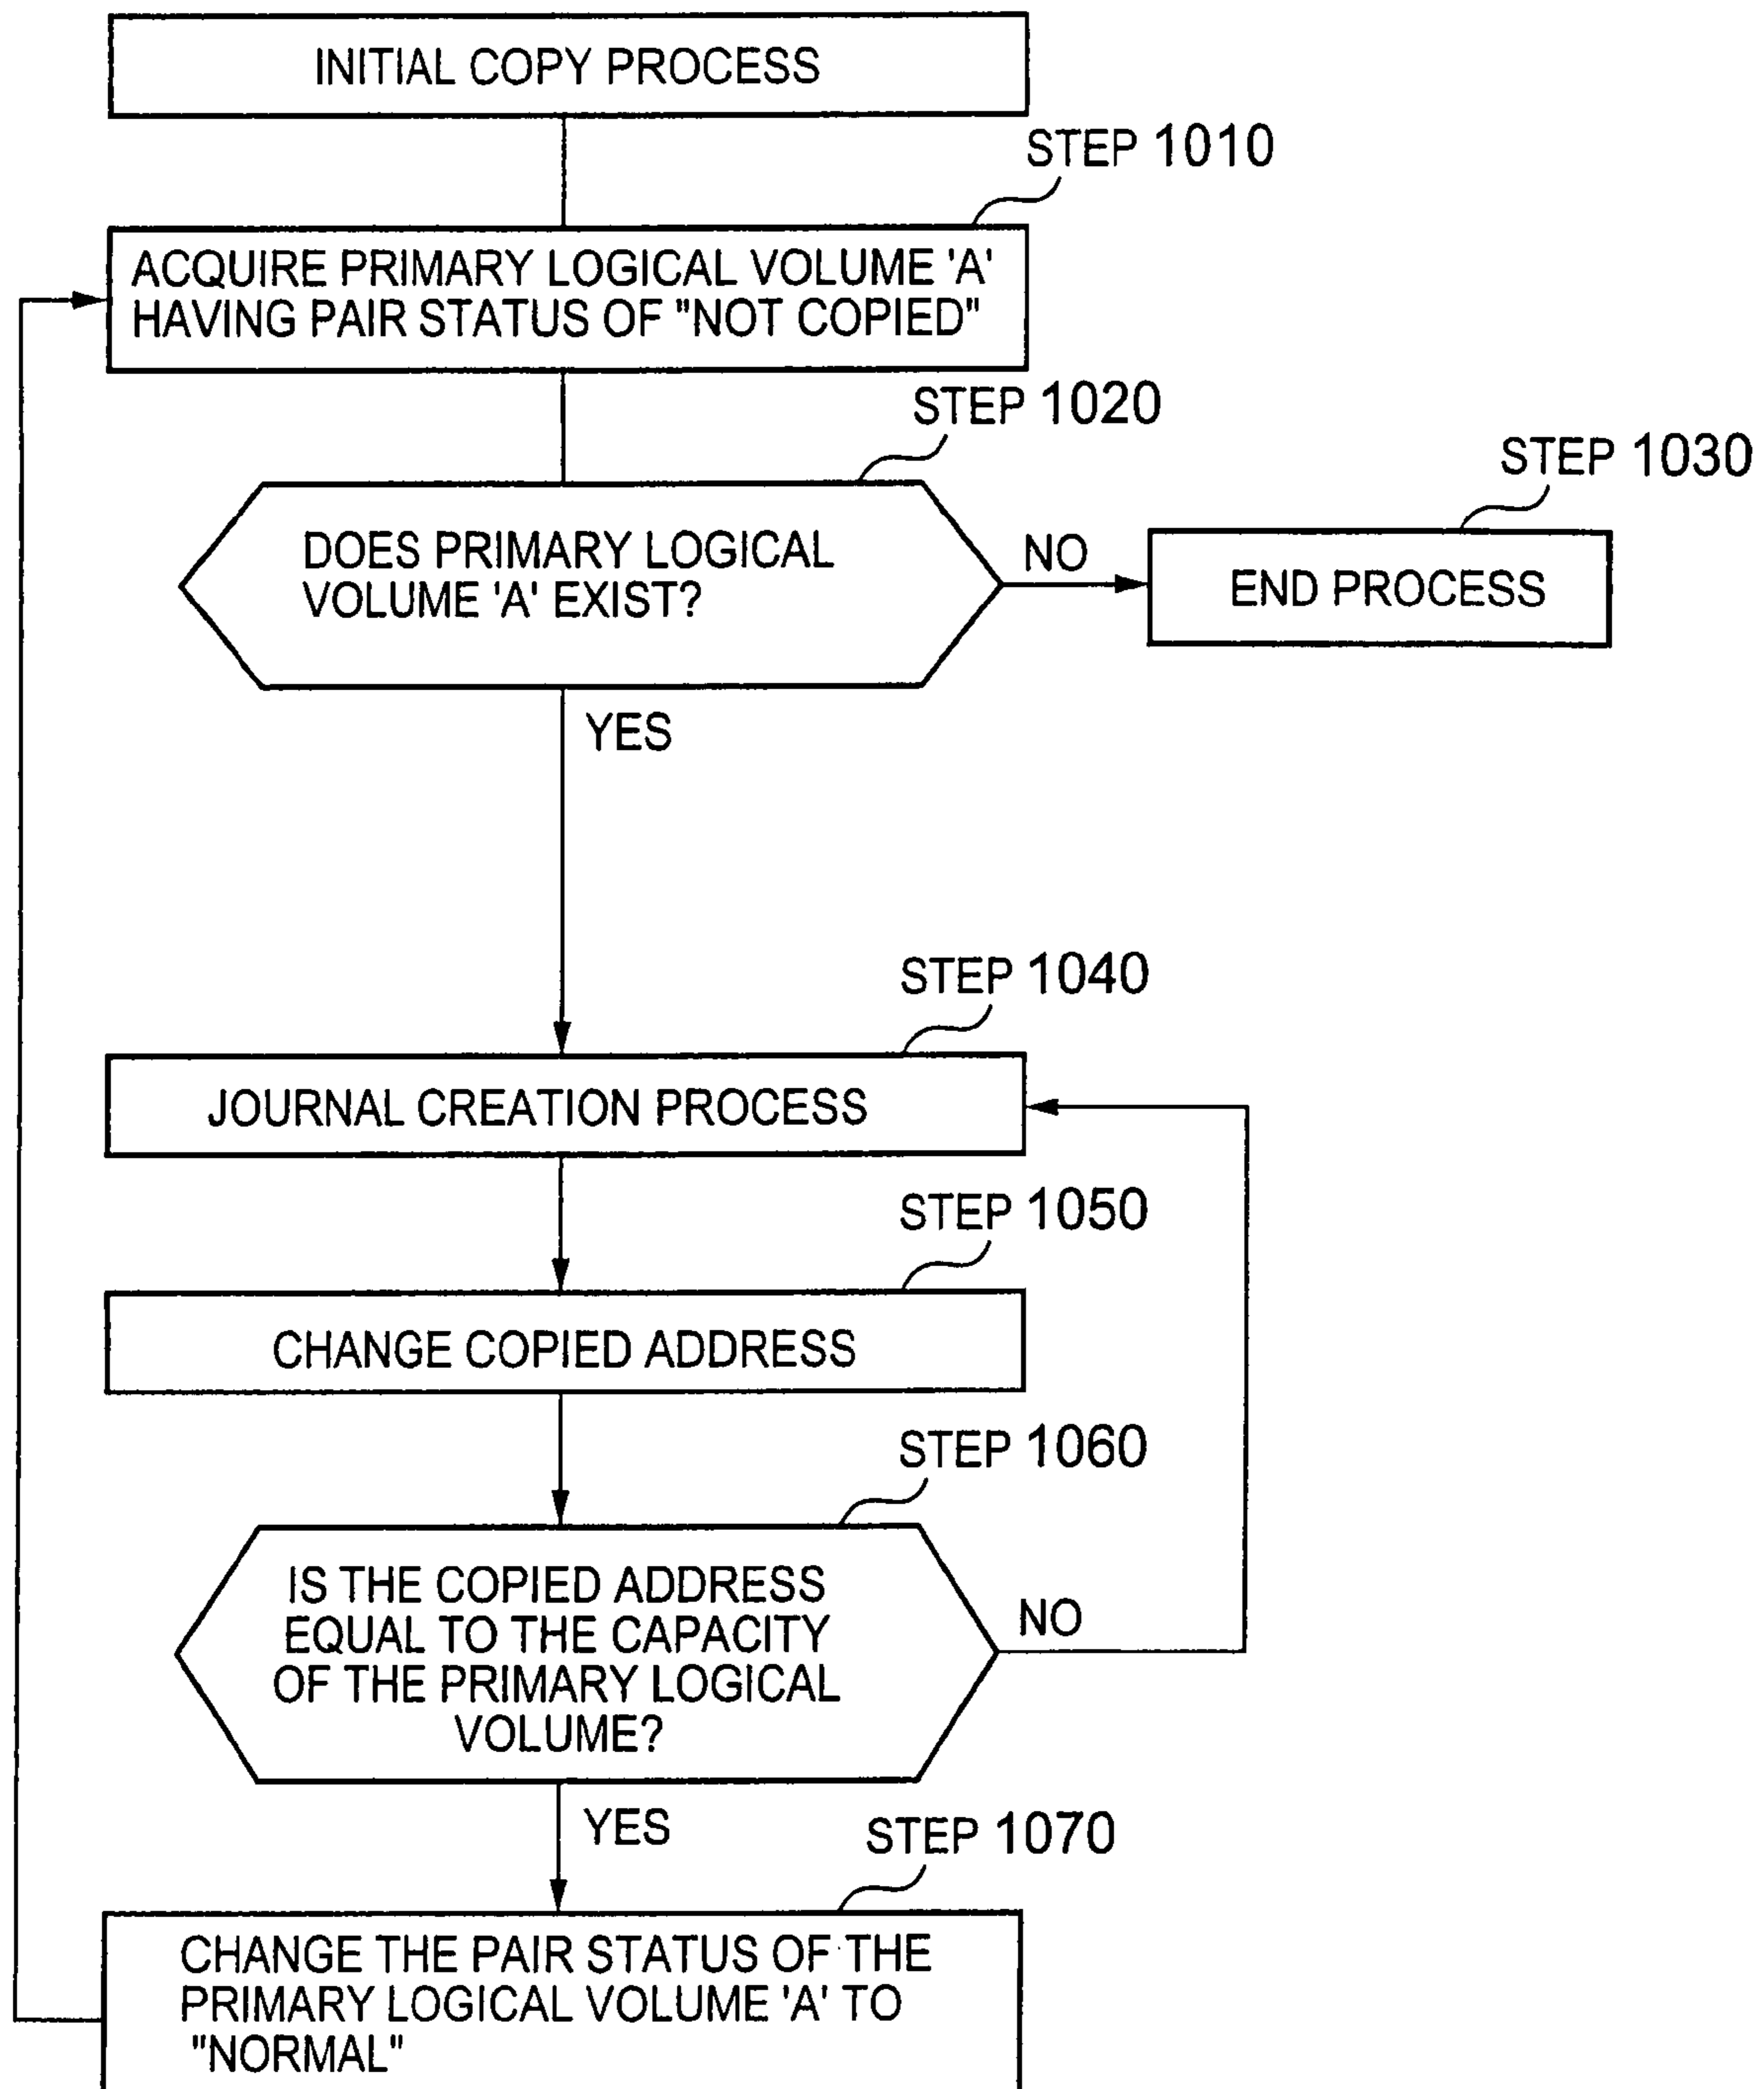 INITIAL COPY PROCESS
STEP 1010
ACQUIRE PRIMARY LOGICAL VOLUME 'A'
HAVING PAIR STATUS OF "NOT COPIED"
STEP 1020
STEP 1030
DOES PRIMARY LOGICAL
VOLUME 'A' EXIST?
NO
END PROCESS
YES
STEP 1040
JOURNAL CREATION PROCESS
STEP 1050
CHANGE COPIED ADDRESS
STEP 1060
IS THE COPIED ADDRESS
EQUAL TO THE CAPACITY
OF THE PRIMARY LOGICAL
VOLUME?
NO
YES
STEP 1070
CHANGE THE PAIR STATUS OF THE
PRIMARY LOGICAL VOLUME 'A' TO
"NORMAL"